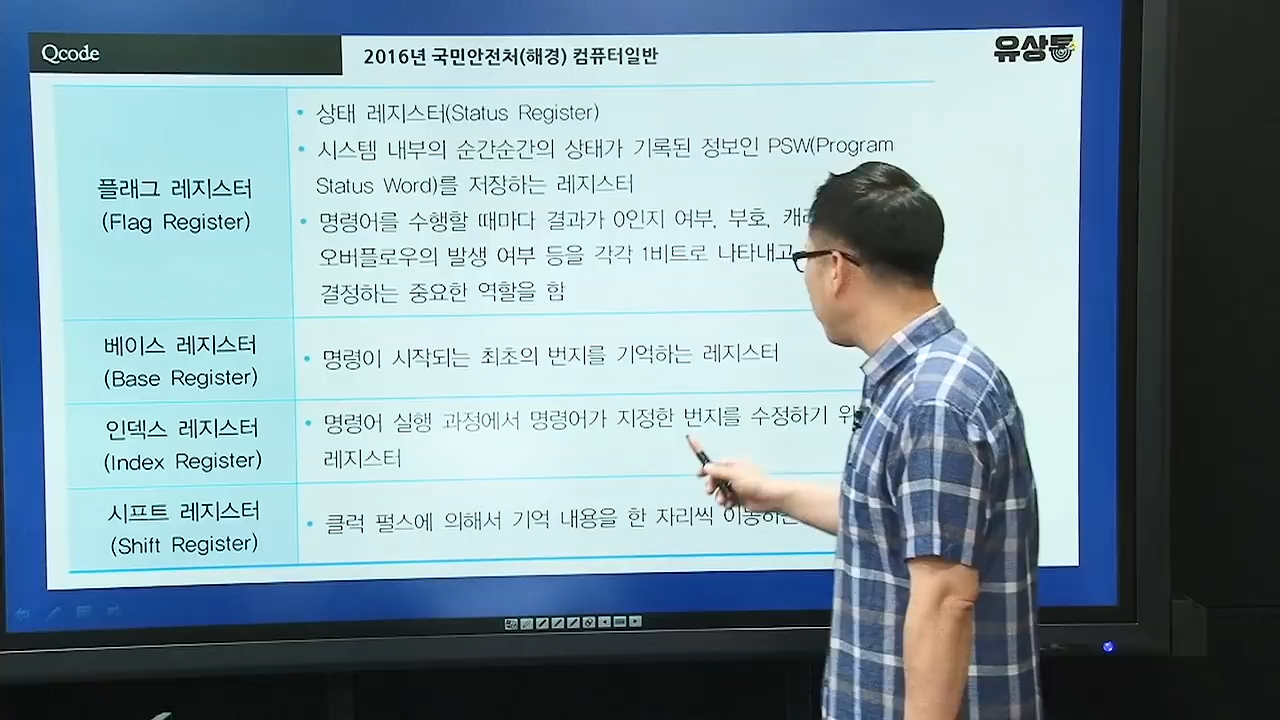 Qcode
2016년 국민안전처(해경) 컴퓨터일반
유상통
플래그 레지스터
(Flag Register)
• 상태 레지스터(Status Register)
• 시스템 내부의 순간순간의 상태가 기록된 정보인 PSW(Program
Status Word)를 저장하는 레지스터
• 명령어를 수행할 때마다 결과가 0인지 여부, 부호,
오버플로우의 발생 여부 등을 각각 1비트로 나타내고
결정하는 중요한 역할을 함
베이스 레지스터
(Base Register)
• 명령이 시작되는 최초의 번지를 기억하는 레지스터
인덱스 레지스터
(Index Register)
• 명령어 실행 과정에서 명령어가 지정한 번지를 수정하기
레지스터
시프트 레지스터
(Shift Register)
• 클럭 펄스에 의해서 기억 내용을 한 자리씩 이동하는